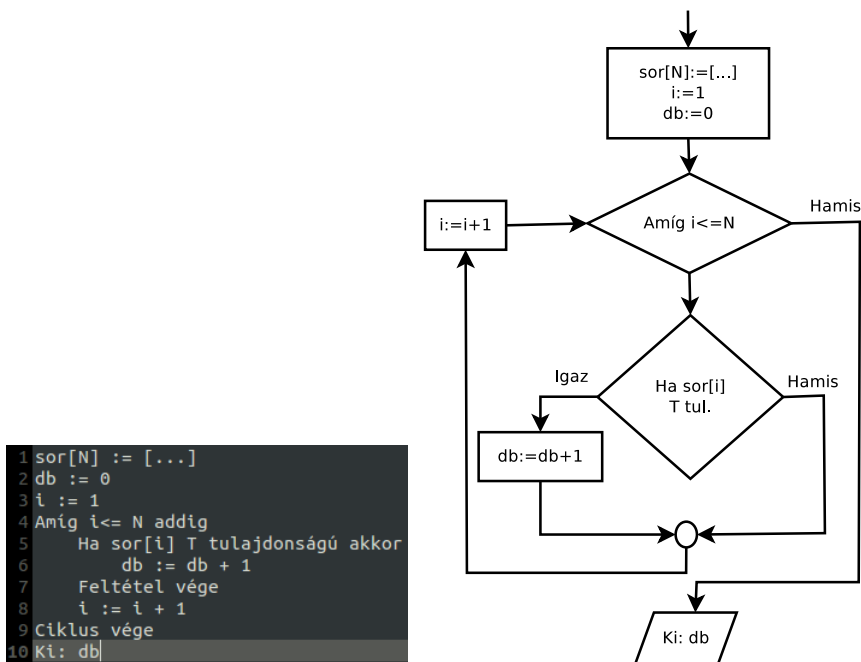 1 sor[N] := [...]
2 db := 0
3 i := 1
4 Amíg i<= N addig
5 Ha sor[i] T tulajdonságú akkor
6 db := db + 1
7 Feltétel vége
8 i := i + 1
9 Ciklus vége
10 Ki: db
sor[N]:=[...]
i:=1
db:=0
Amíg i<=N
Hamis
i:=i+1
Ha sor[i]
T tul.
Igaz
Hamis
db:=db+1
Ki: db